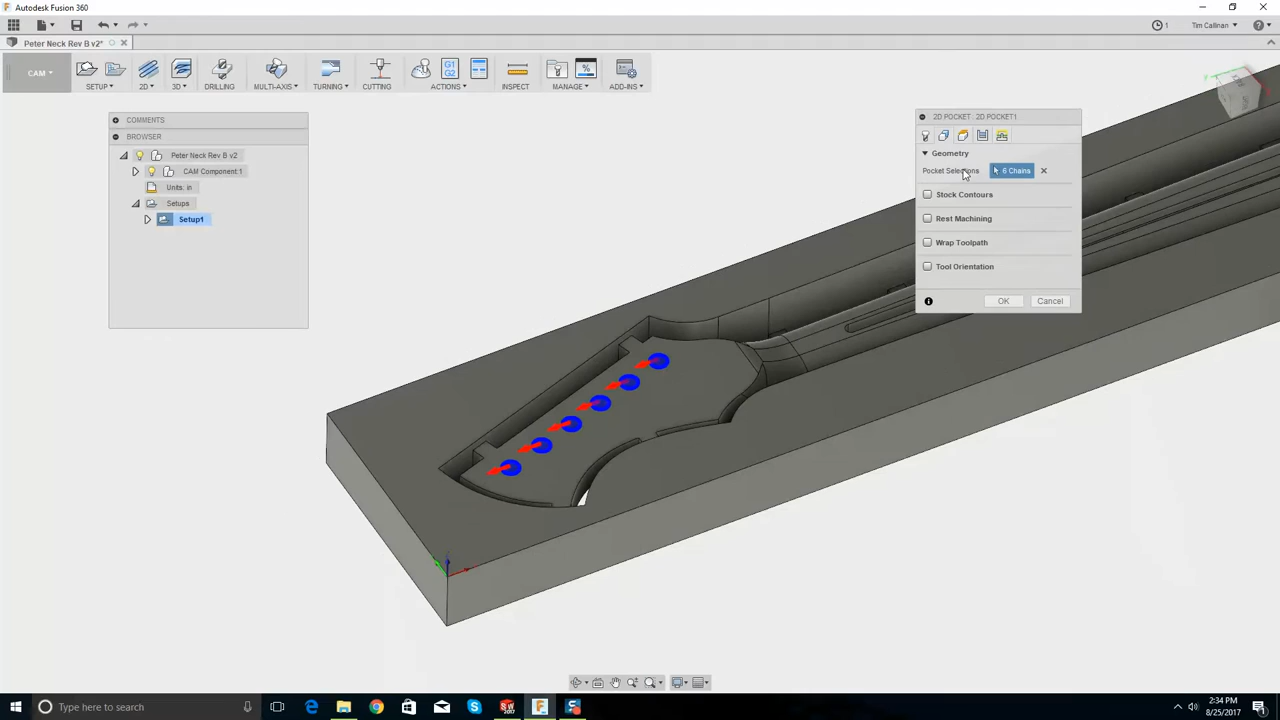 Autodesk Fusion 360
1
Tim Callinan
Peter Neck Rev B v2*
CAM
SETUP
2D
3D
DRILLING
MULTI-AXIS
TURNING
CUTTING
ACTIONS
G1
G2
INSPECT
MANAGE
ADD-INS
COMMENTS
BROWSER
Peter Neck Rev B v2
CAM Component 1
Units: in
Setups
Setup1
2D POCKET : 2D POCKET1
Geometry
Pocket Selections
6 Chains
Stock Contours
Rest Machining
Wrap Toolpath
Tool Orientation
OK
Cancel
Type here to search
2:34 PM
8/25/2017